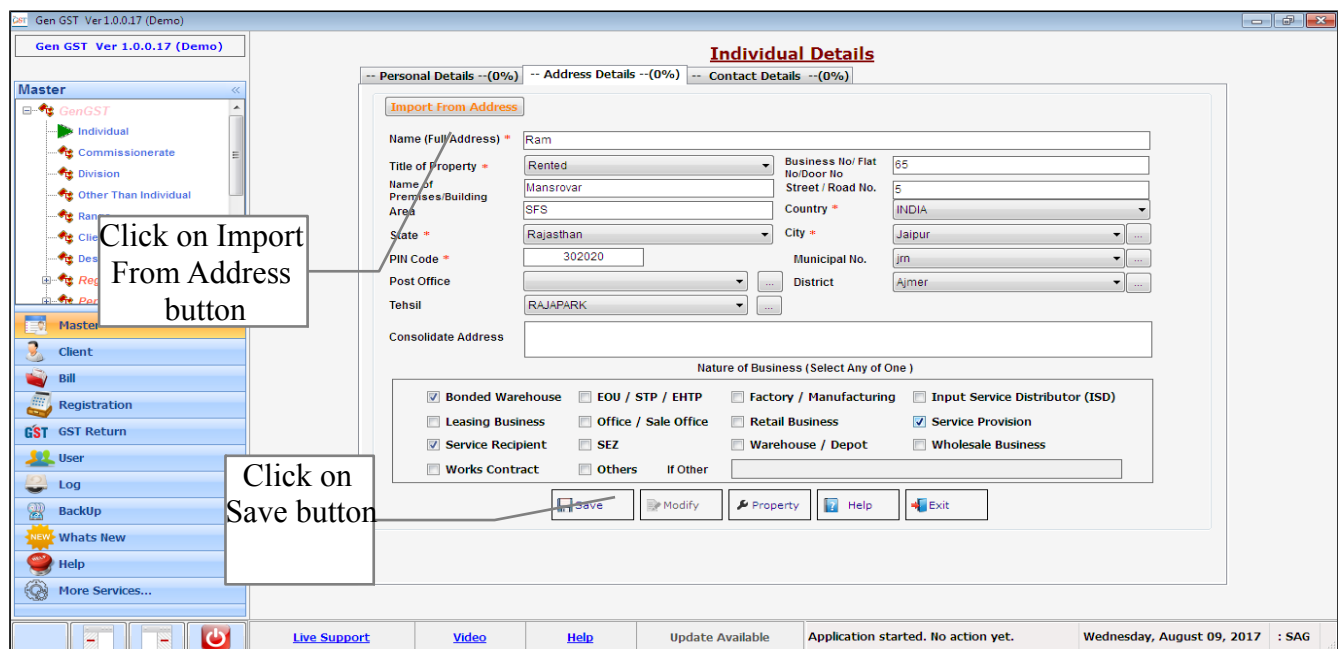 GST Gen GST Ver 1.0.0.17 (Demo)
Gen GST Ver 1.0.0.17 (Demo)
Master
GenGST
Individual
Commissionerate
Division
Other Than Individual
Click on Import
From Address
button
Master
Client
Bill
Registration
GST GST Return
User
Log
BackUp
NEW Whats New
Help
More Services...
Individual Details
-- Personal Details --(0%) -- Address Details --(0%) -- Contact Details --(0%)
Import From Address
Name (Full Address) * Ram
Title of Property * Rented Business No/ Flat No/Door No 65
Name of Premises/Building Mansrovar Street / Road No. 5
Area SFS Country * INDIA
State * Rajasthan City * Jaipur ...
PIN Code * 302020 Municipal No. jrn ...
Post Office ... District Ajmer ...
Tehsil RAJAPARK ...
Consolidate Address
Nature of Business (Select Any of One )
Bonded Warehouse EOU / STP / EHTP Factory / Manufacturing Input Service Distributor (ISD)
Leasing Business Office / Sale Office Retail Business Service Provision
Service Recipient SEZ Warehouse / Depot Wholesale Business
Works Contract Others If Other
Click on
Save button
Save Modify Property Help Exit
Live Support Video Help Update Available Application started. No action yet. Wednesday, August 09, 2017 : SAG